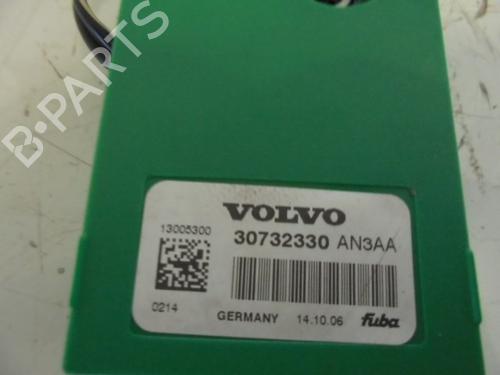 B-PARTS
VOLVO
13005300
30732330 AN3AA
0214
GERMANY 14.10.06 fuba